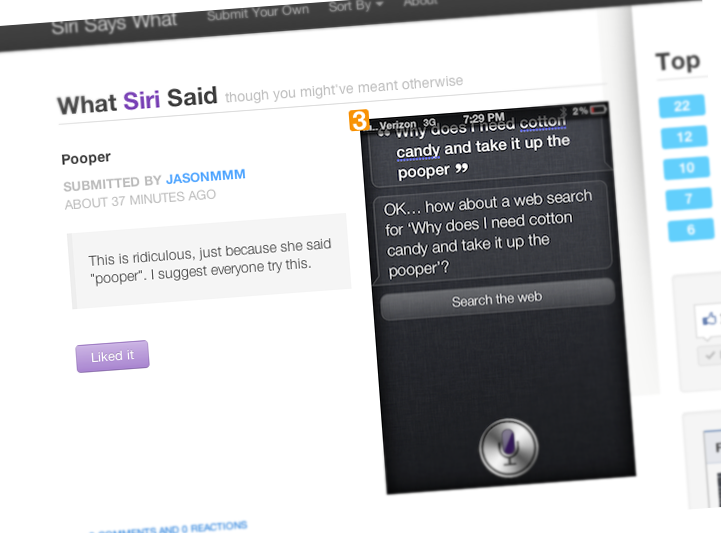 Siri Says What
Submit Your Own
Sort By
About
What Siri Said though you might've meant otherwise
Pooper
SUBMITTED BY JASONMMM
ABOUT 37 MINUTES AGO
This is ridiculous, just because she said
"pooper". I suggest everyone try this.
Liked it
COMMENTS AND 0 REACTIONS
3
Verizon 3G 7:29 PM 2%
“ Why does I need cotton
candy and take it up the
pooper ”
OK… how about a web search
for ‘Why does I need cotton
candy and take it up the
pooper’?
Search the web
Top
22
12
10
7
6